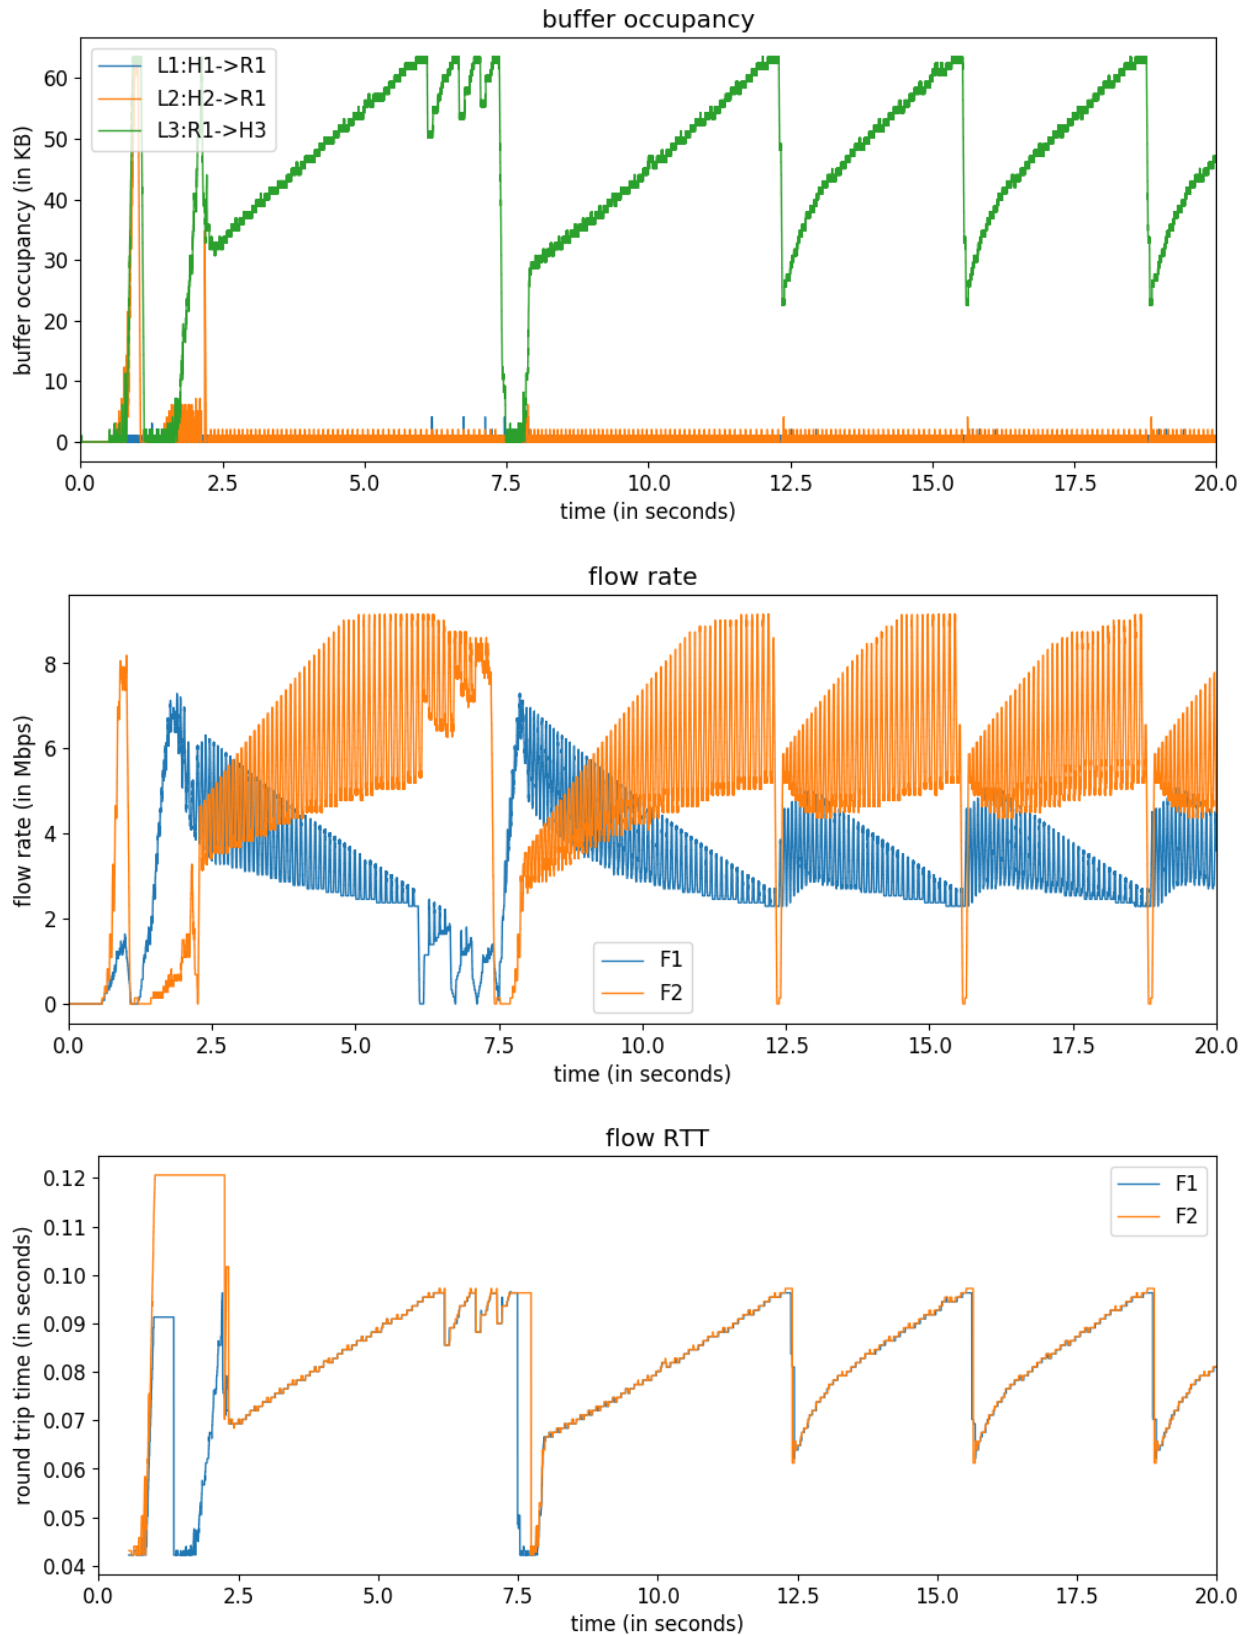 buffer occupancy
buffer occupancy (in KB)
60
50
40
30
20
10
0
L1:H1->R1
L2:H2->R1
L3:R1->H3
0.0 2.5 5.0 7.5 10.0 12.5 15.0 17.5 20.0
time (in seconds)
flow rate
flow rate (in Mbps)
8
6
4
2
0
F1
F2
0.0 2.5 5.0 7.5 10.0 12.5 15.0 17.5 20.0
time (in seconds)
flow RTT
round trip time (in seconds)
0.12
0.11
0.10
0.09
0.08
0.07
0.06
0.05
0.04
F1
F2
0.0 2.5 5.0 7.5 10.0 12.5 15.0 17.5 20.0
time (in seconds)